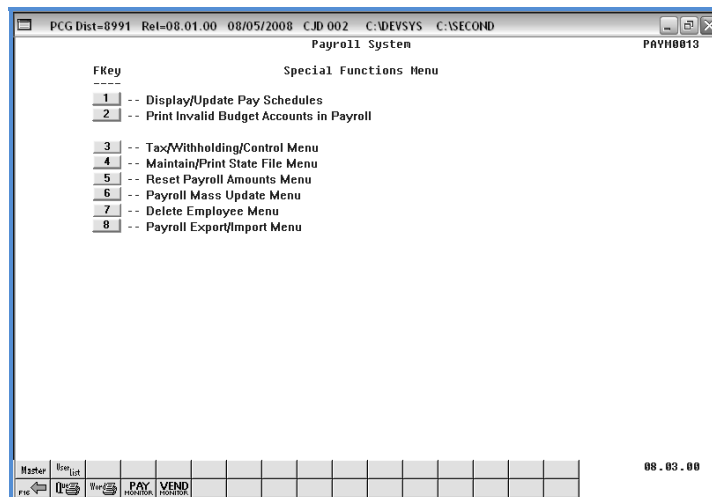 PCG Dist=8991 Rel=08.01.00 08/05/2008 CJD 002 C:\DEVSYS C:\SECOND
Payroll System PAYM0013
FKey Special Functions Menu
----
1 -- Display/Update Pay Schedules
2 -- Print Invalid Budget Accounts in Payroll
3 -- Tax/Withholding/Control Menu
4 -- Maintain/Print State File Menu
5 -- Reset Payroll Amounts Menu
6 -- Payroll Mass Update Menu
7 -- Delete Employee Menu
8 -- Payroll Export/Import Menu
Master User List 08.03.00
F16 Que Wor PAY MONITOR VEND MONITOR